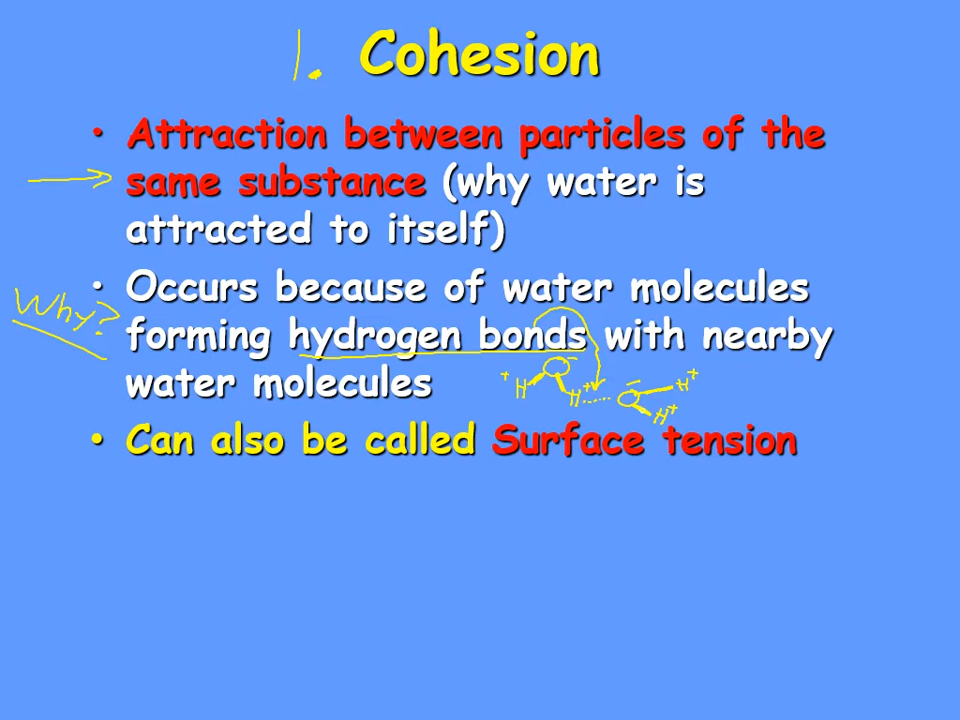 1. Cohesion
• Attraction between particles of the
same substance (why water is
attracted to itself)
• Occurs because of water molecules
Why? forming hydrogen bonds with nearby
water molecules
+ H O - H + ..... O - H + H +
• Can also be called Surface tension